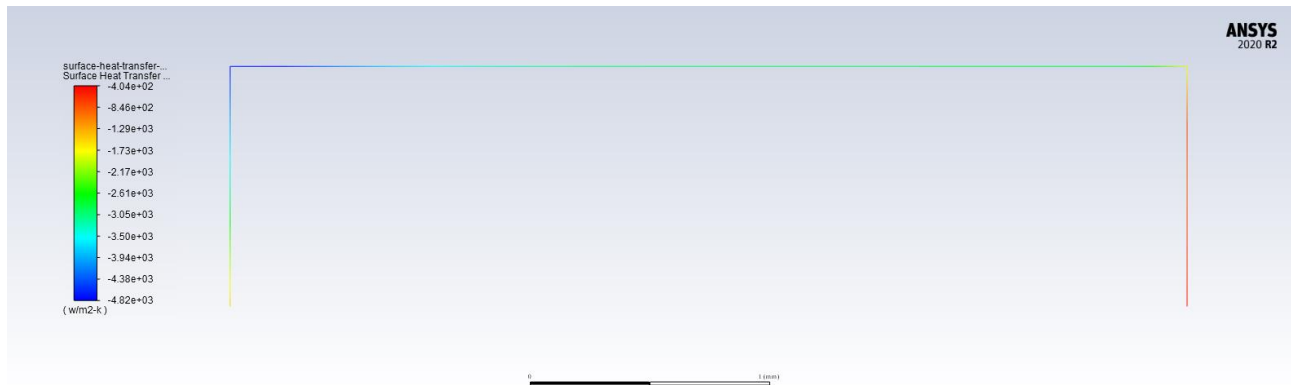 ANSYS
2020 R2
surface-heat-transfer-...
Surface Heat Transfer ...
-4.04e+02
-8.46e+02
-1.29e+03
-1.73e+03
-2.17e+03
-2.61e+03
-3.05e+03
-3.50e+03
-3.94e+03
-4.38e+03
-4.82e+03
( w/m2-k )
0
1 (mm)